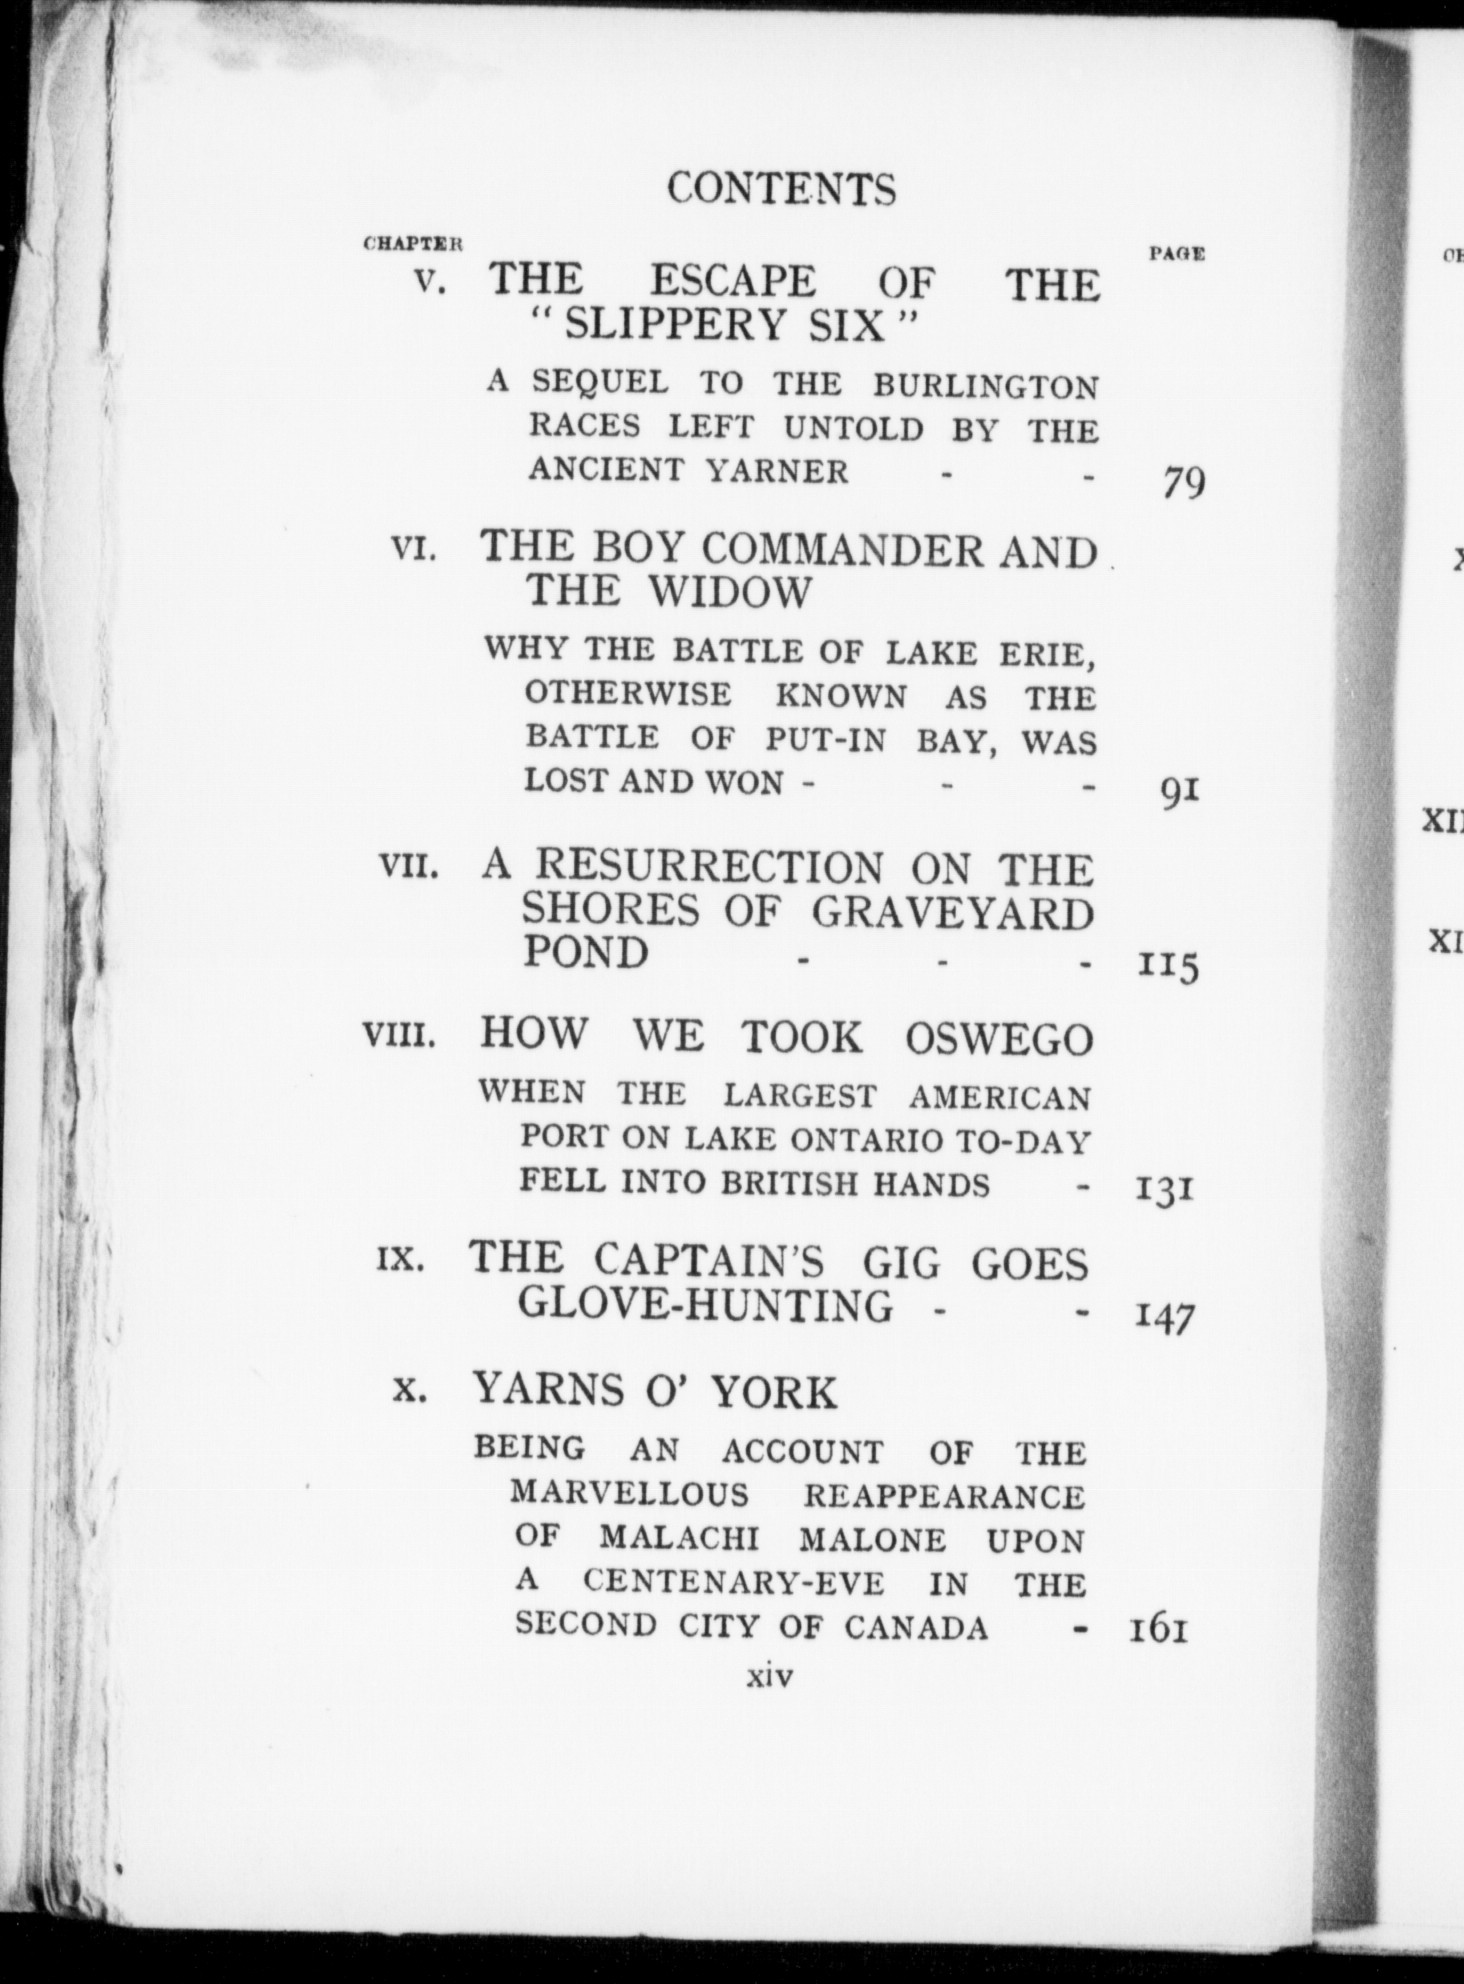 CONTENTS
CHAPTER
PAGE
V. THE ESCAPE OF THE
“ SLIPPERY SIX ”
A SEQUEL TO THE BURLINGTON
RACES LEFT UNTOLD BY THE
ANCIENT YARNER - - 79
VI. THE BOY COMMANDER AND
THE WIDOW
WHY THE BATTLE OF LAKE ERIE,
OTHERWISE KNOWN AS THE
BATTLE OF PUT-IN BAY, WAS
LOST AND WON - - - 91
VII. A RESURRECTION ON THE
SHORES OF GRAVEYARD
POND - - - 115
VIII. HOW WE TOOK OSWEGO
WHEN THE LARGEST AMERICAN
PORT ON LAKE ONTARIO TO-DAY
FELL INTO BRITISH HANDS - 131
IX. THE CAPTAIN'S GIG GOES
GLOVE-HUNTING - - 147
X. YARNS O' YORK
BEING AN ACCOUNT OF THE
MARVELLOUS REAPPEARANCE
OF MALACHI MALONE UPON
A CENTENARY-EVE IN THE
SECOND CITY OF CANADA - 161
xiv